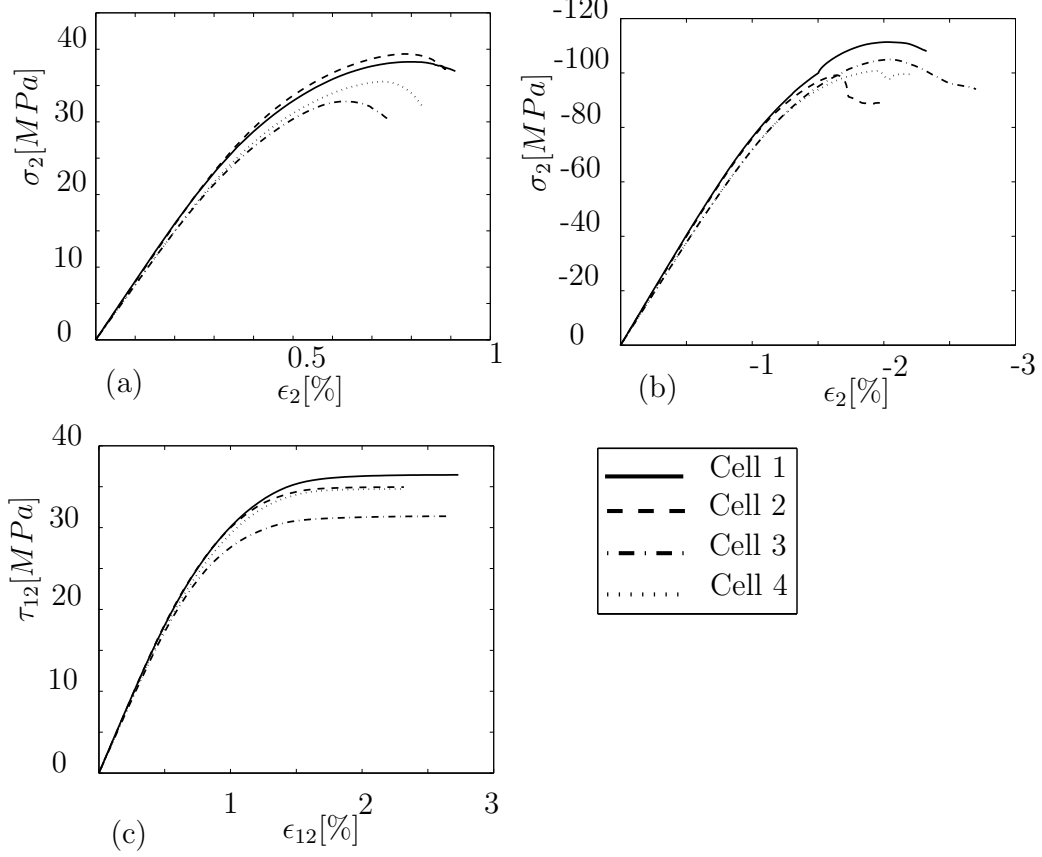 40
30
20
10
0
σ₂[MPa]
0.5
1
(a)
ϵ₂[%]
-120
-100
-80
-60
-40
-20
0
σ₂[MPa]
-1
-2
-3
(b)
ϵ₂[%]
40
30
20
10
0
τ₁₂[MPa]
1
2
3
(c)
ϵ₁₂[%]
Cell 1
Cell 2
Cell 3
Cell 4